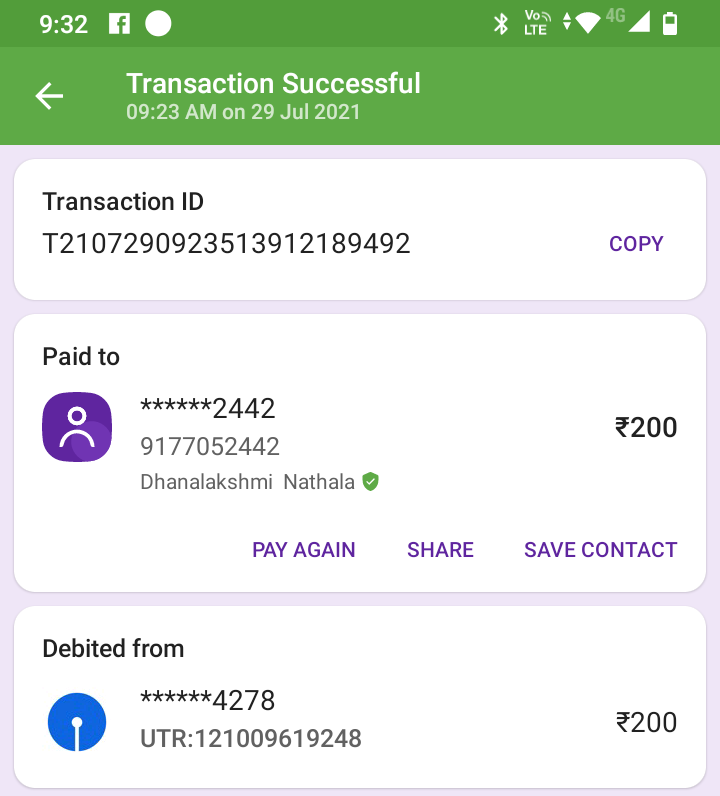 9:32
Vo LTE
4G
Transaction Successful
09:23 AM on 29 Jul 2021
Transaction ID
T2107290923513912189492 COPY
Paid to
******2442
9177052442
₹200
Dhanalakshmi Nathala
PAY AGAIN SHARE SAVE CONTACT
Debited from
******4278
UTR:121009619248
₹200